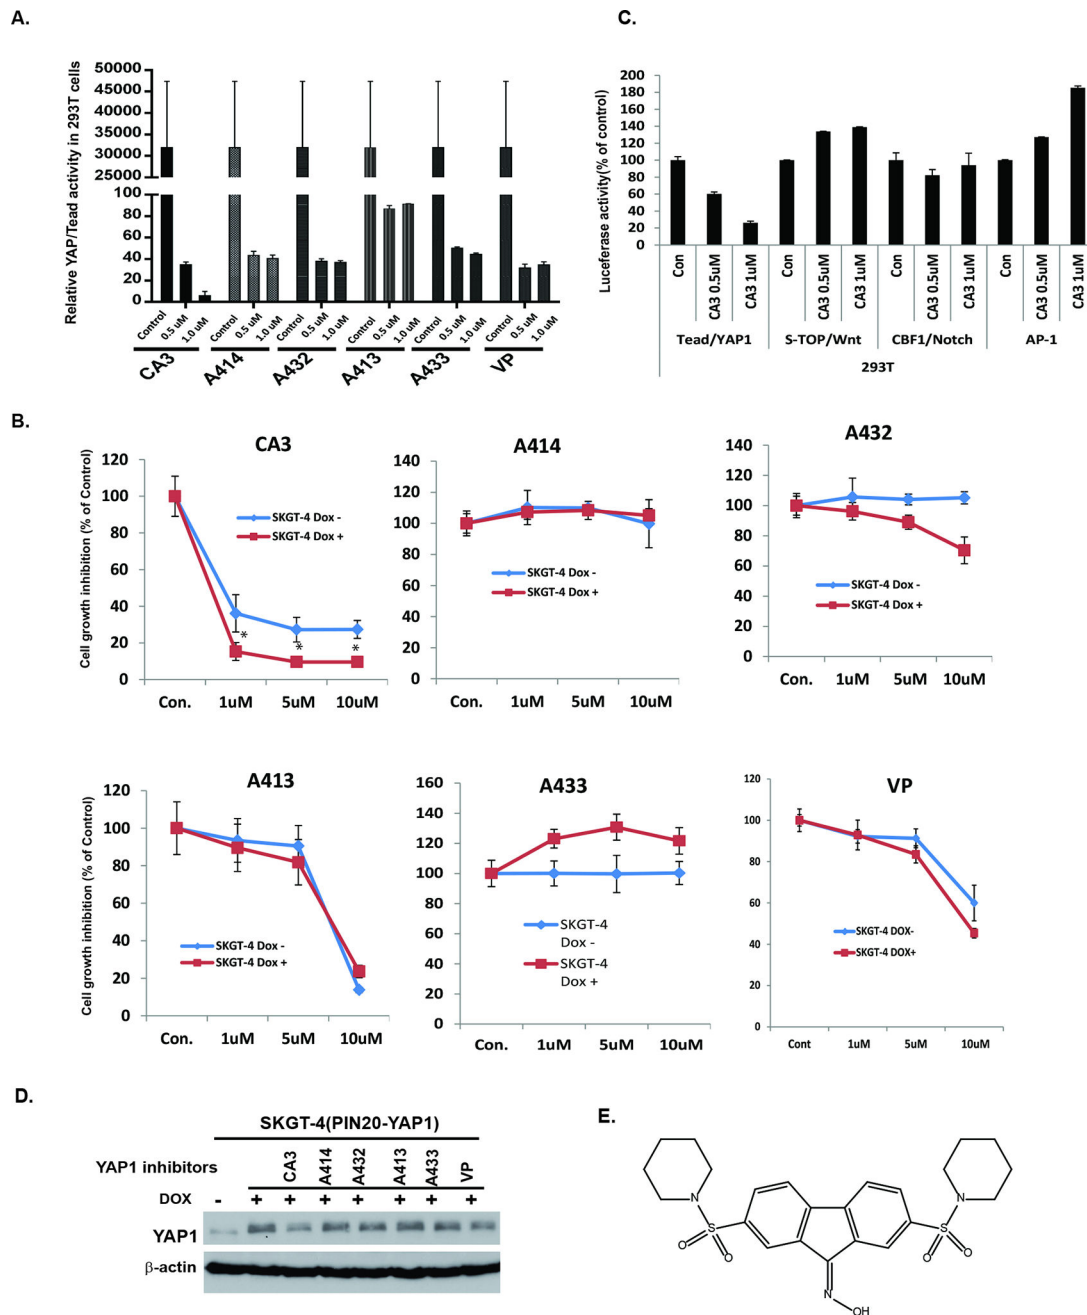 A.
Relative YAP/Tead activity in 293T cells
50000
45000
40000
35000
30000
25000
100
80
60
40
20
0
Control 0.5 uM 1.0 uM Control 0.5 uM 1.0 uM Control 0.5 uM 1.0 uM Control 0.5 uM 1.0 uM Control 0.5 uM 1.0 uM Control 0.5 uM 1.0 uM
CA3 A414 A432 A413 A433 VP
C.
Luceferase activity(% of control)
200
180
160
140
120
100
80
60
40
20
0
Con CA3 0.5uM CA3 1uM Con CA3 0.5uM CA3 1uM Con CA3 0.5uM CA3 1uM Con CA3 0.5uM CA3 1uM
Tead/YAP1 S-TOP/Wnt CBF1/Notch AP-1
293T
B.
CA3
Cell growth inhibition (% of Control)
120
100
80
60
40
20
0
SKGT-4 Dox -
SKGT-4 Dox +
* * *
Con. 1uM 5uM 10uM
A414
140
120
100
80
60
40
20
0
SKGT-4 Dox -
SKGT-4 Dox +
Con. 1uM 5uM 10uM
A432
140
120
100
80
60
40
20
0
SKGT-4 Dox -
SKGT-4 Dox +
Con. 1uM 5uM 10uM
A413
Cell growth inhibition (% of Control)
120
100
80
60
40
20
0
SKGT-4 Dox -
SKGT-4 Dox +
Con. 1uM 5uM 10uM
A433
160
140
120
100
80
60
40
20
0
SKGT-4
Dox -
SKGT-4
Dox +
Con. 1uM 5uM 10uM
VP
120
100
80
60
40
20
0
SKGT-4 DOX-
SKGT-4 DOX+
Cont 1uM 5uM 10uM
D.
SKGT-4(PIN20-YAP1)
YAP1 inhibitors CA3 A414 A432 A413 A433 VP
DOX - + + + + + + +
YAP1
β-actin
E.
N N
S S
O O O O
N
OH